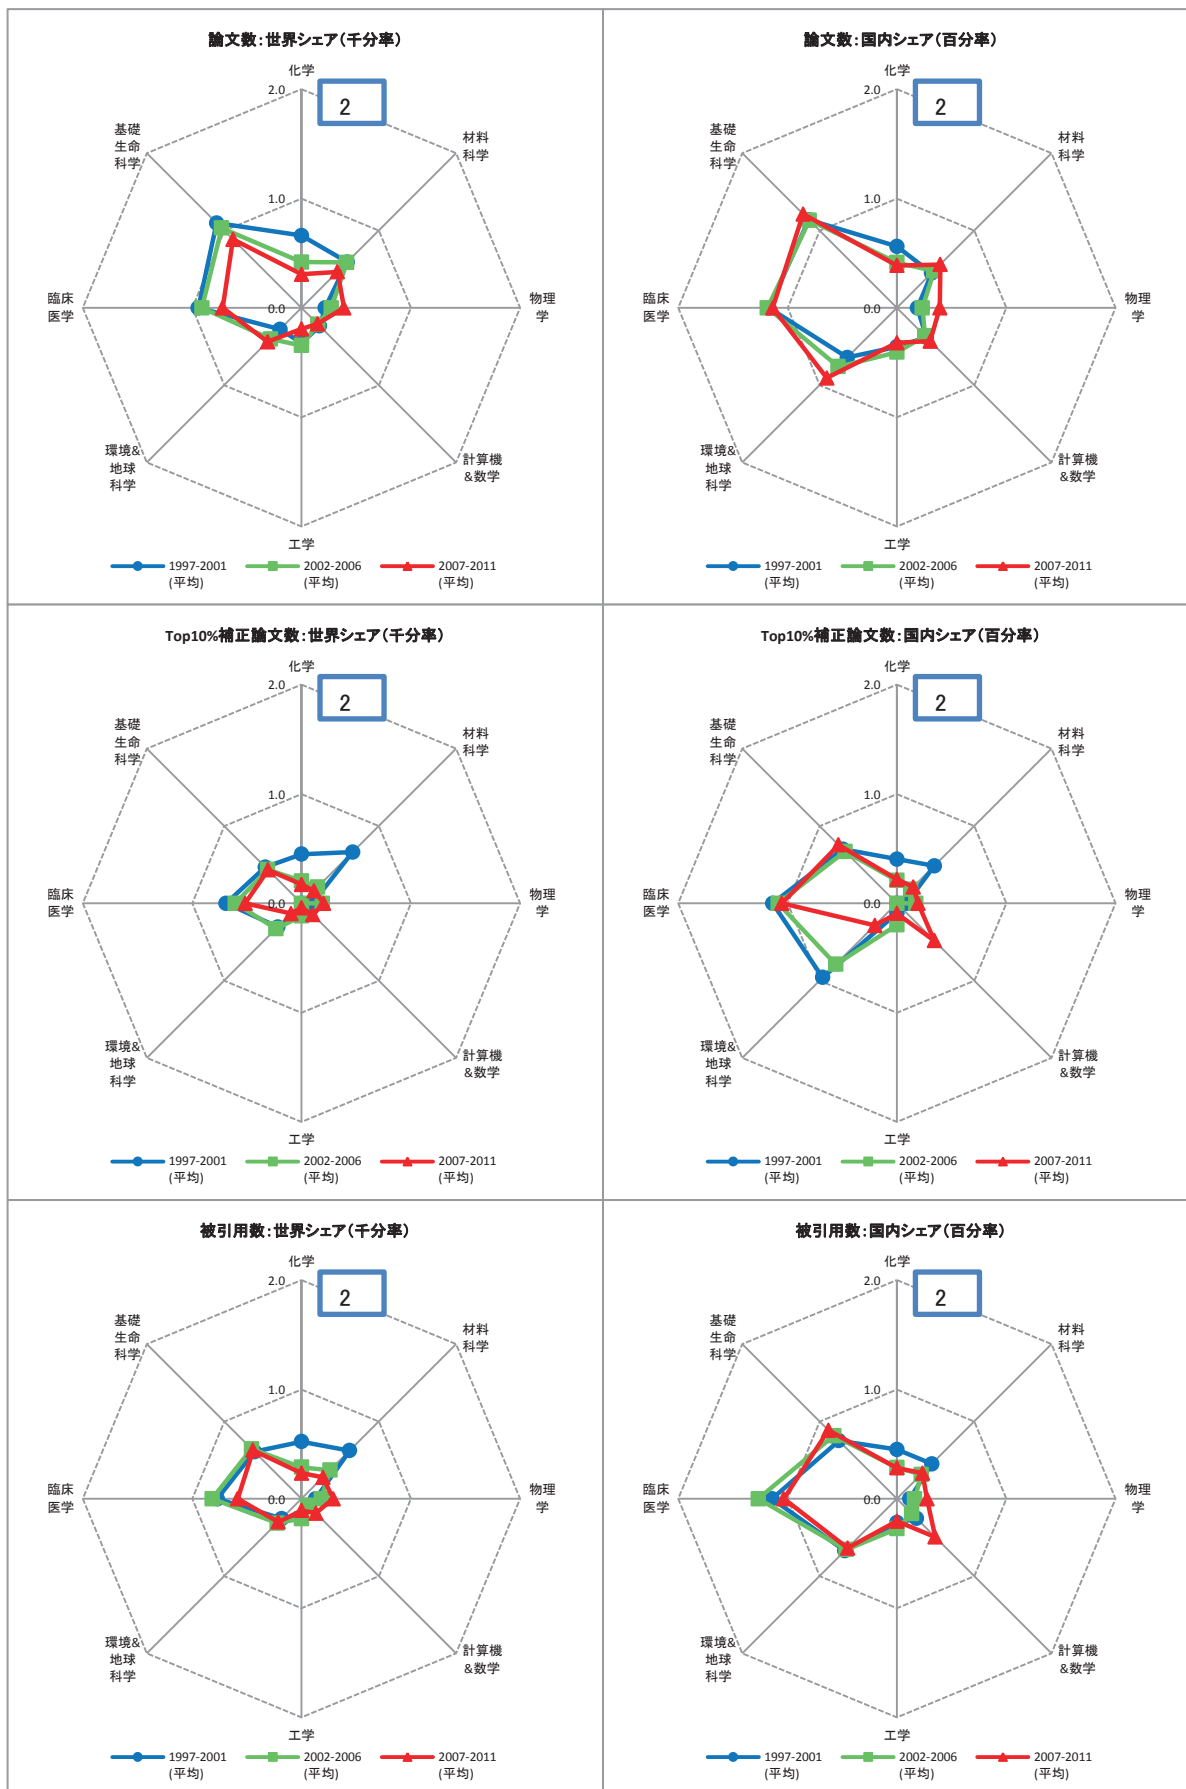 論文数：世界シェア（千分率）
化学
2.0
2
基礎
生命
科学
材料
科学
1.0
臨床
医学
0.0
物理
学
環境&
地球
科学
計算機
&数学
工学
1997-2001
(平均)
2002-2006
(平均)
2007-2011
(平均)
論文数：国内シェア（百分率）
化学
2.0
2
基礎
生命
科学
材料
科学
1.0
臨床
医学
0.0
物理
学
環境&
地球
科学
計算機
&数学
工学
1997-2001
(平均)
2002-2006
(平均)
2007-2011
(平均)
Top10%補正論文数：世界シェア（千分率）
化学
2.0
2
基礎
生命
科学
材料
科学
1.0
臨床
医学
0.0
物理
学
環境&
地球
科学
計算機
&数学
工学
1997-2001
(平均)
2002-2006
(平均)
2007-2011
(平均)
Top10%補正論文数：国内シェア（百分率）
化学
2.0
2
基礎
生命
科学
材料
科学
1.0
臨床
医学
0.0
物理
学
環境&
地球
科学
計算機
&数学
工学
1997-2001
(平均)
2002-2006
(平均)
2007-2011
(平均)
被引用数：世界シェア（千分率）
化学
2.0
2
基礎
生命
科学
材料
科学
1.0
臨床
医学
0.0
物理
学
環境&
地球
科学
計算機
&数学
工学
1997-2001
(平均)
2002-2006
(平均)
2007-2011
(平均)
被引用数：国内シェア（百分率）
化学
2.0
2
基礎
生命
科学
材料
科学
1.0
臨床
医学
0.0
物理
学
環境&
地球
科学
計算機
&数学
工学
1997-2001
(平均)
2002-2006
(平均)
2007-2011
(平均)